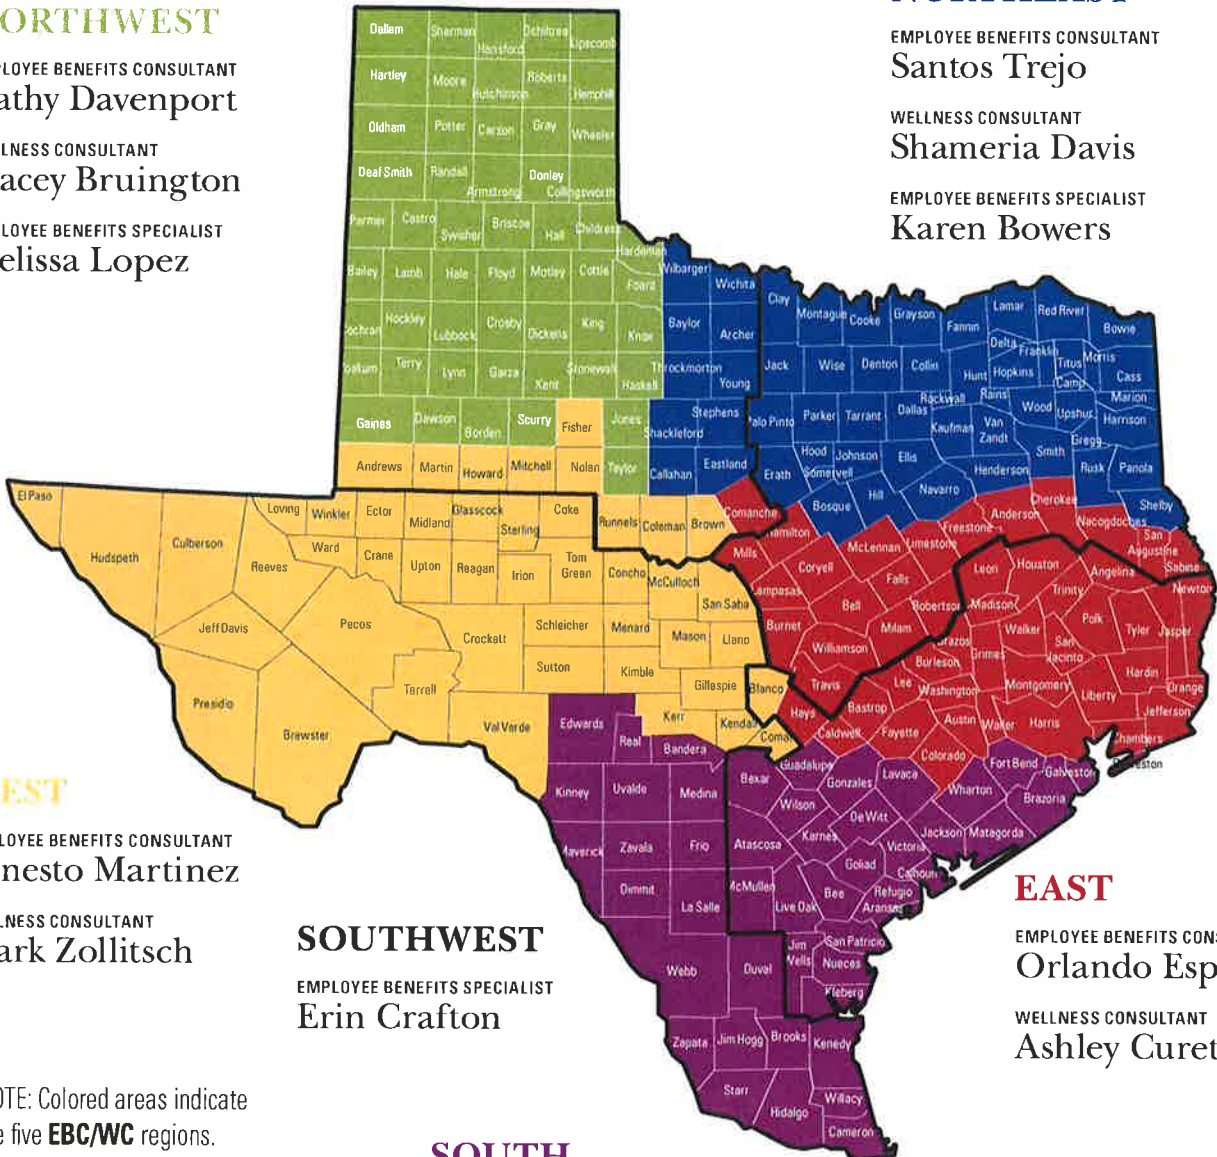 ORTHWEST
LOYEE BENEFITS CONSULTANT
athy Davenport
LNESS CONSULTANT
acey Bruington
LOYEE BENEFITS SPECIALIST
elissa Lopez
NORTHEAST
EMPLOYEE BENEFITS CONSULTANT
Santos Trejo
WELLNESS CONSULTANT
Shameria Davis
EMPLOYEE BENEFITS SPECIALIST
Karen Bowers
Dallam Sherman Hansford Ochiltree Lipscomb
Hartley Moore Hutchinson Roberts Hemphill
Oldham Potter Carson Gray Wheeler
Deaf Smith Randall Armstrong Donley Collingsworth
Parmer Castro Swisher Briscoe Hall Childress
Hardeman
Bailey Lamb Hale Floyd Motley Cottle Foard Wilbarger Wichita
Clay Montague Cooke Grayson Fannin Lamar Red River Bowie
Cochran Hockley Lubbock Crosby Dickens King Knox Baylor Archer
Delta Franklin Titus Morris
Yoakum Terry Lynn Garza Kent Stonewall Haskell Throckmorton Young
Jack Wise Denton Collin Hunt Hopkins Camp Cass
Gaines Dawson Borden Scurry Fisher Jones Shackleford Stephens
Palo Pinto Parker Tarrant Dallas Rockwall Kaufman Rains Van Zandt Wood Upshur Marion Harrison
Andrews Martin Howard Mitchell Nolan Taylor Callahan Eastland
Erath Hood Somervell Johnson Ellis Henderson Smith Gregg Rusk Panola
El Paso Hudspeth Culberson Loving Winkler Ector Midland Glasscock Sterling Coke Runnels Coleman Brown Comanche
Bosque Hill Navarro Shelby
Hamilton McLennan Limestone Freestone Anderson Cherokee Nacogdoches San Augustine Sabine
Reeves Ward Crane Upton Reagan Irion Tom Green Concho McCulloch San Saba Mills
Lampasas Coryell Bell Falls Robertson Leon Houston Angelina Trinity Newton
Jeff Davis Pecos Crockett Schleicher Menard Mason Llano Burnet Williamson Milam
Madison Walker Polk Tyler Jasper San Jacinto
Brazos Grimes Burleson
Presidio Brewster Terrell Sutton Kimble Gillespie Blanco Travis
Lee Washington Montgomery Liberty Hardin Orange
Val Verde Edwards Real Kerr Kendall Comal Hays Bastrop
Caldwell Fayette Austin Waller Harris Jefferson Chambers
Bandera Colorado
Galveston
Kinney Uvalde Medina Bexar Guadalupe Gonzales Lavaca Wharton Fort Bend Galveston Brazoria
Wilson DeWitt
Maverick Zavala Frio Atascosa Karnes Victoria Jackson Matagorda
Goliad Calhoun
Dimmit La Salle McMullen Live Oak Bee Refugio Aransas
Webb Duval Jim Wells San Patricio Nueces Kleberg
Zapata Jim Hogg Brooks Kenedy
Starr Hidalgo Willacy
Cameron
EST
LOYEE BENEFITS CONSULTANT
nesto Martinez
LNESS CONSULTANT
ark Zollitsch
SOUTHWEST
EMPLOYEE BENEFITS SPECIALIST
Erin Crafton
EAST
EMPLOYEE BENEFITS CONS
Orlando Esp
WELLNESS CONSULTANT
Ashley Curet
OTE: Colored areas indicate
e five EBC/WC regions.
SOUTH